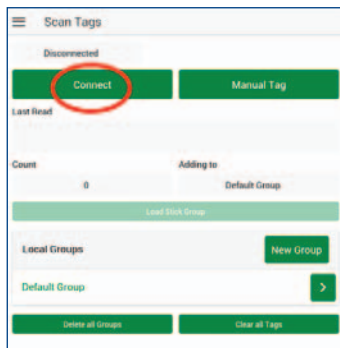 Scan Tags
Disconnected
Connect
Manual Tag
Last Read
Count
Adding to
0
Default Group
Load Stick Group
Local Groups
New Group
Default Group
Delete all Groups
Clear all Tags